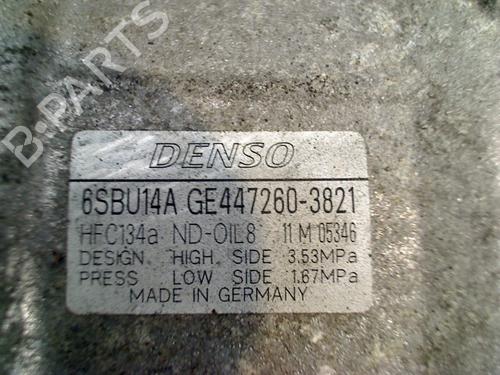 B-PARTS
DENSO
6SBU14A GE447260-3821
HFC134a ND-OIL8 11 M 05346
DESIGN HIGH SIDE 3.53MPa
PRESS LOW SIDE 1.67MPa
MADE IN GERMANY
B-PARTS